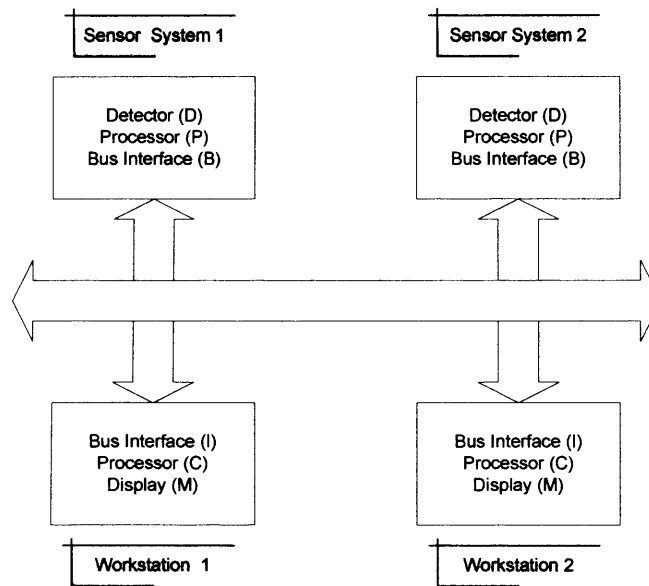 Sensor System 1
Sensor System 2
Detector (D)
Processor (P)
Bus Interface (B)
Detector (D)
Processor (P)
Bus Interface (B)
Bus Interface (I)
Processor (C)
Display (M)
Bus Interface (I)
Processor (C)
Display (M)
Workstation 1
Workstation 2